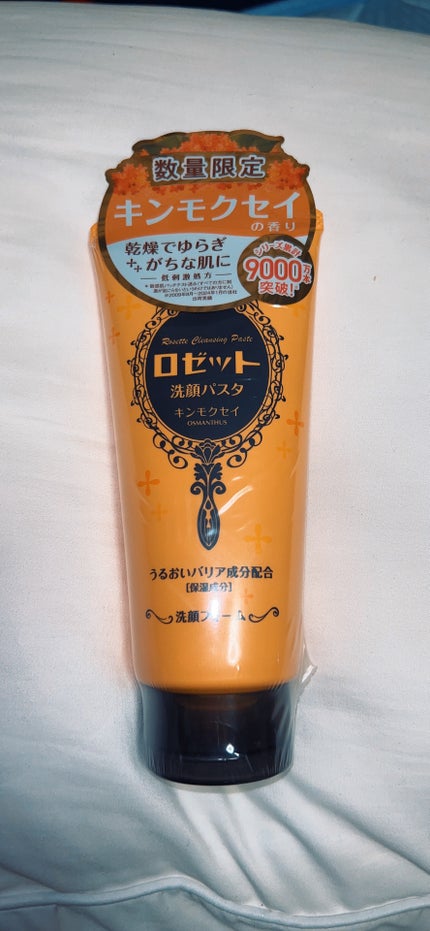 数量限定
キンモクセイ
の香り
乾燥でゆらぎ
がちな肌に
低刺激処方
シリーズ累計
9000万本
突破!
Rosette Cleansing Paste
ロゼット
洗顔パスタ
キンモクセイ
OSMANTHUS
うるおいバリア成分配合
[保湿成分]
洗顔フォーム